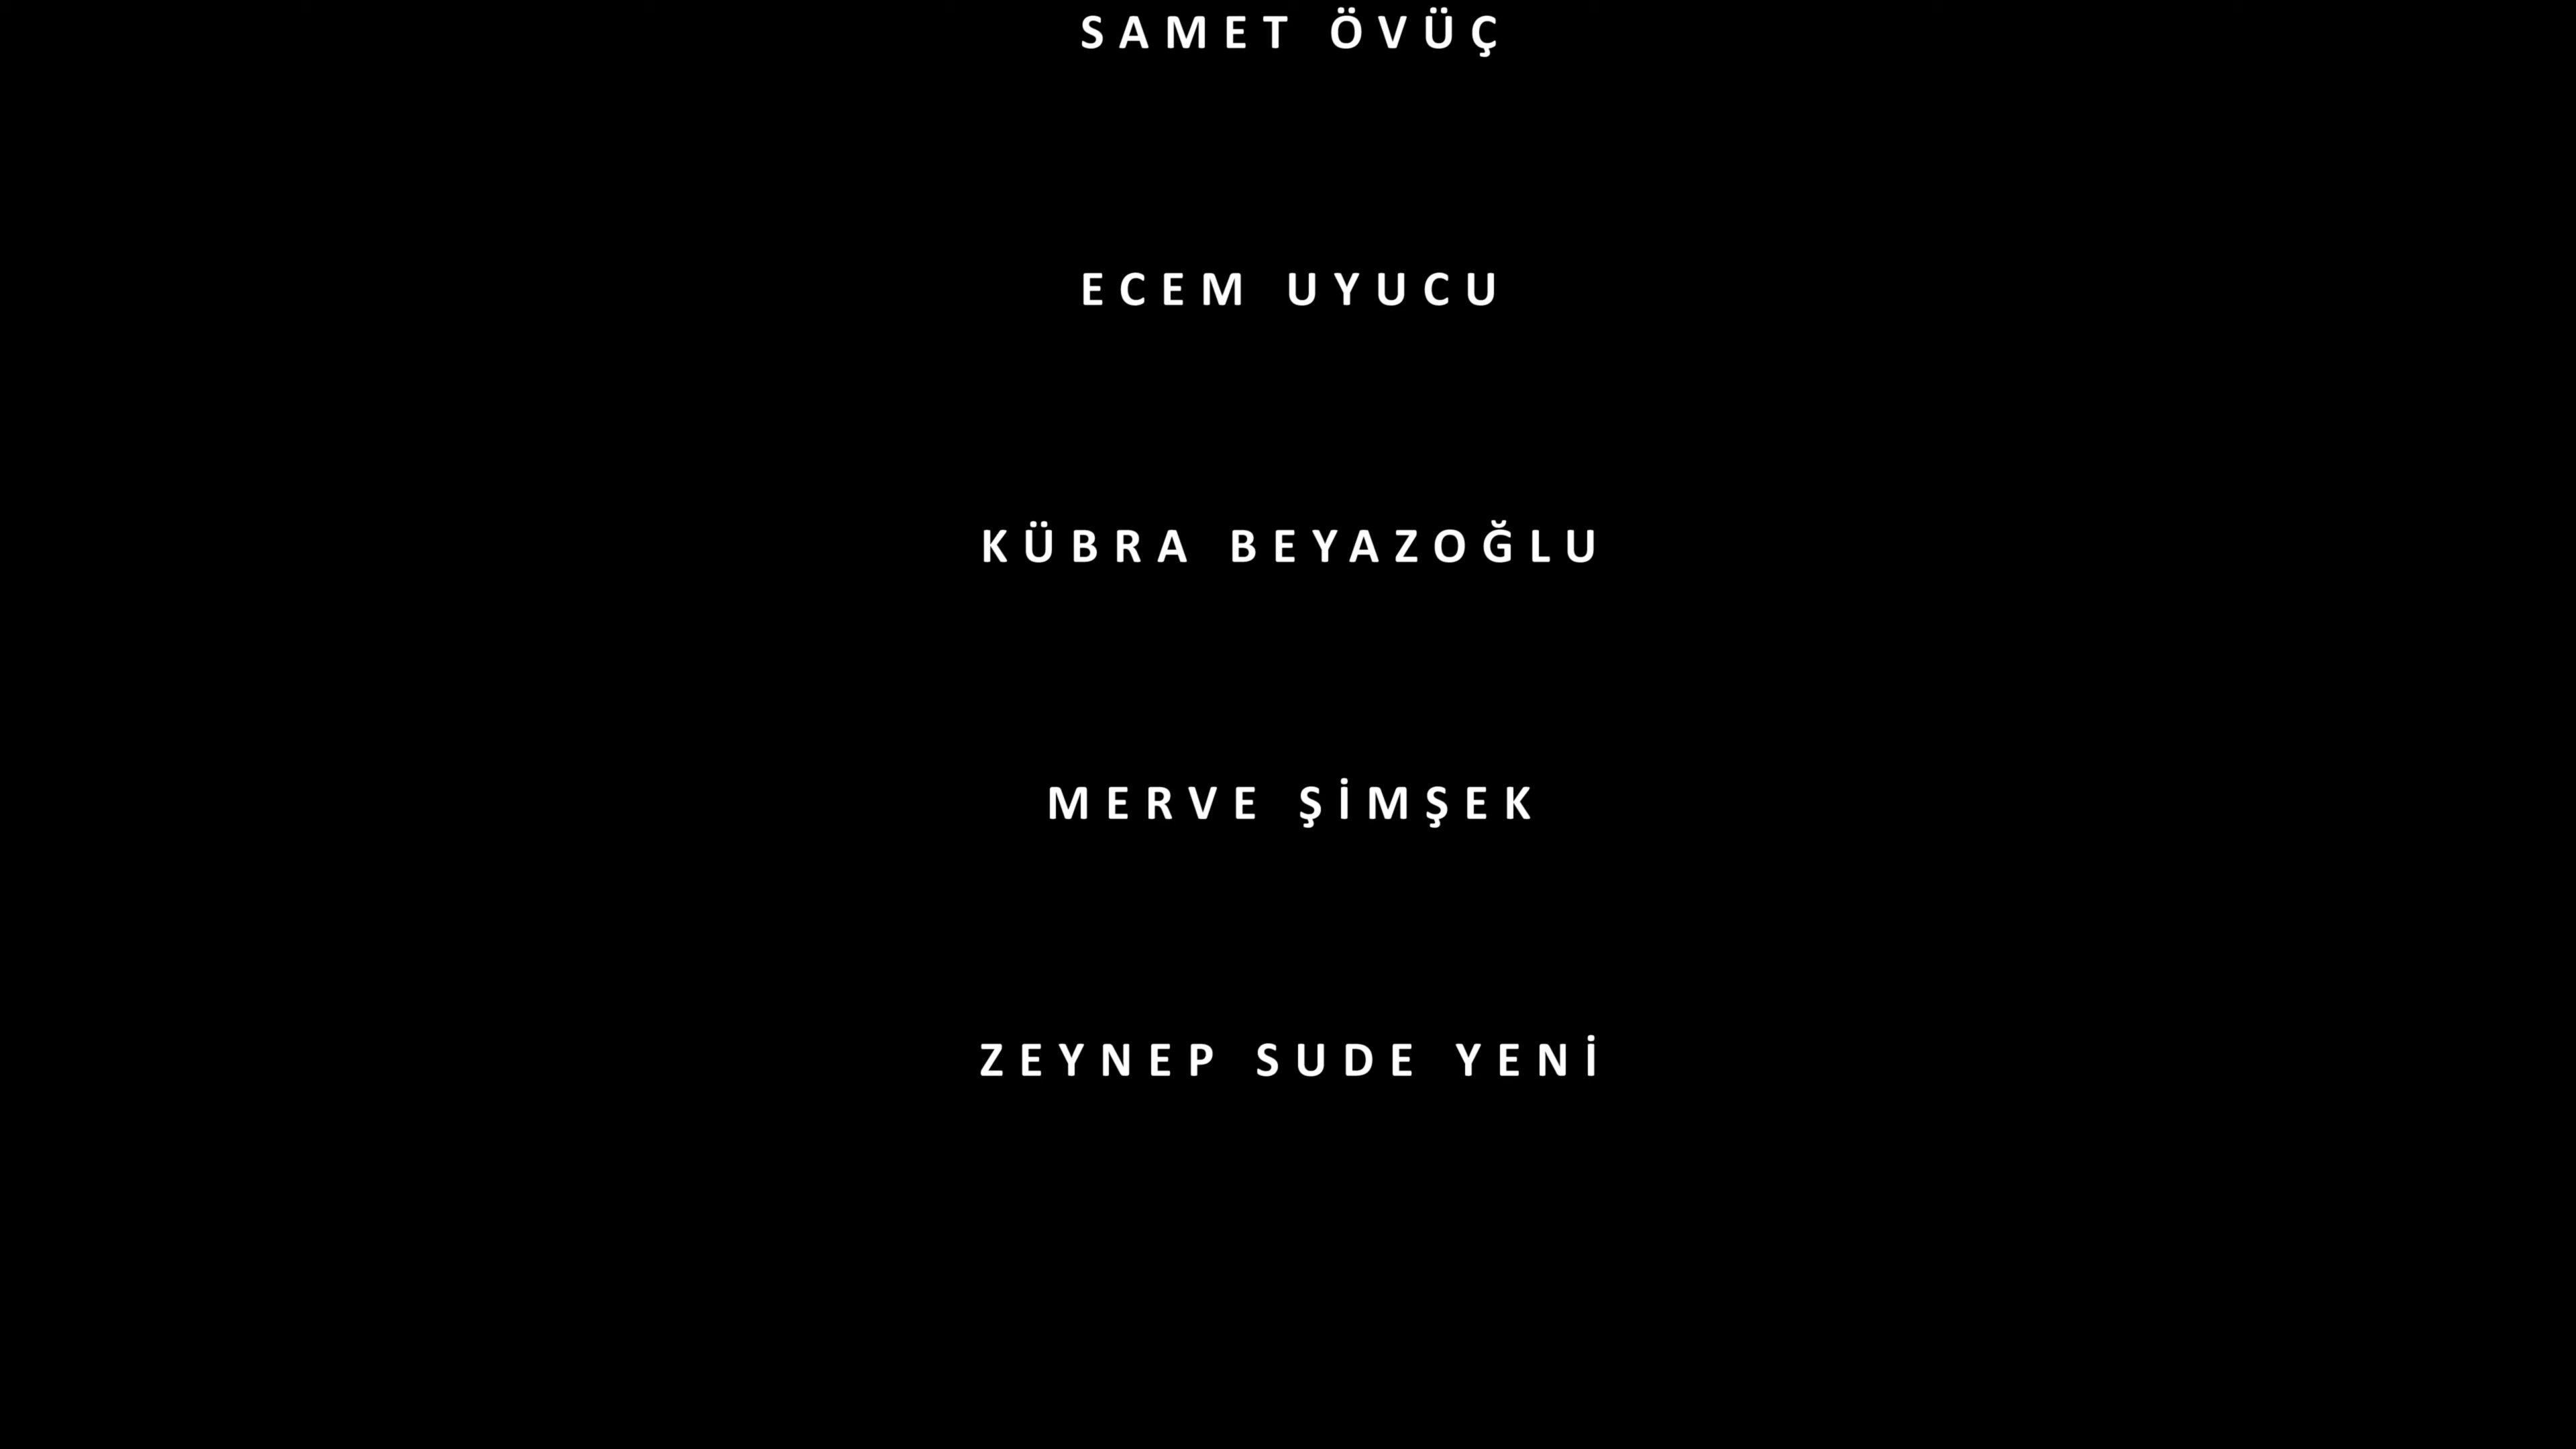 SAMET ÖVÜÇ
ECEM UYUCU
KÜBRA BEYAZOĞLU
MERVE ŞİMŞEK
ZEYNEP SUDE YENİ